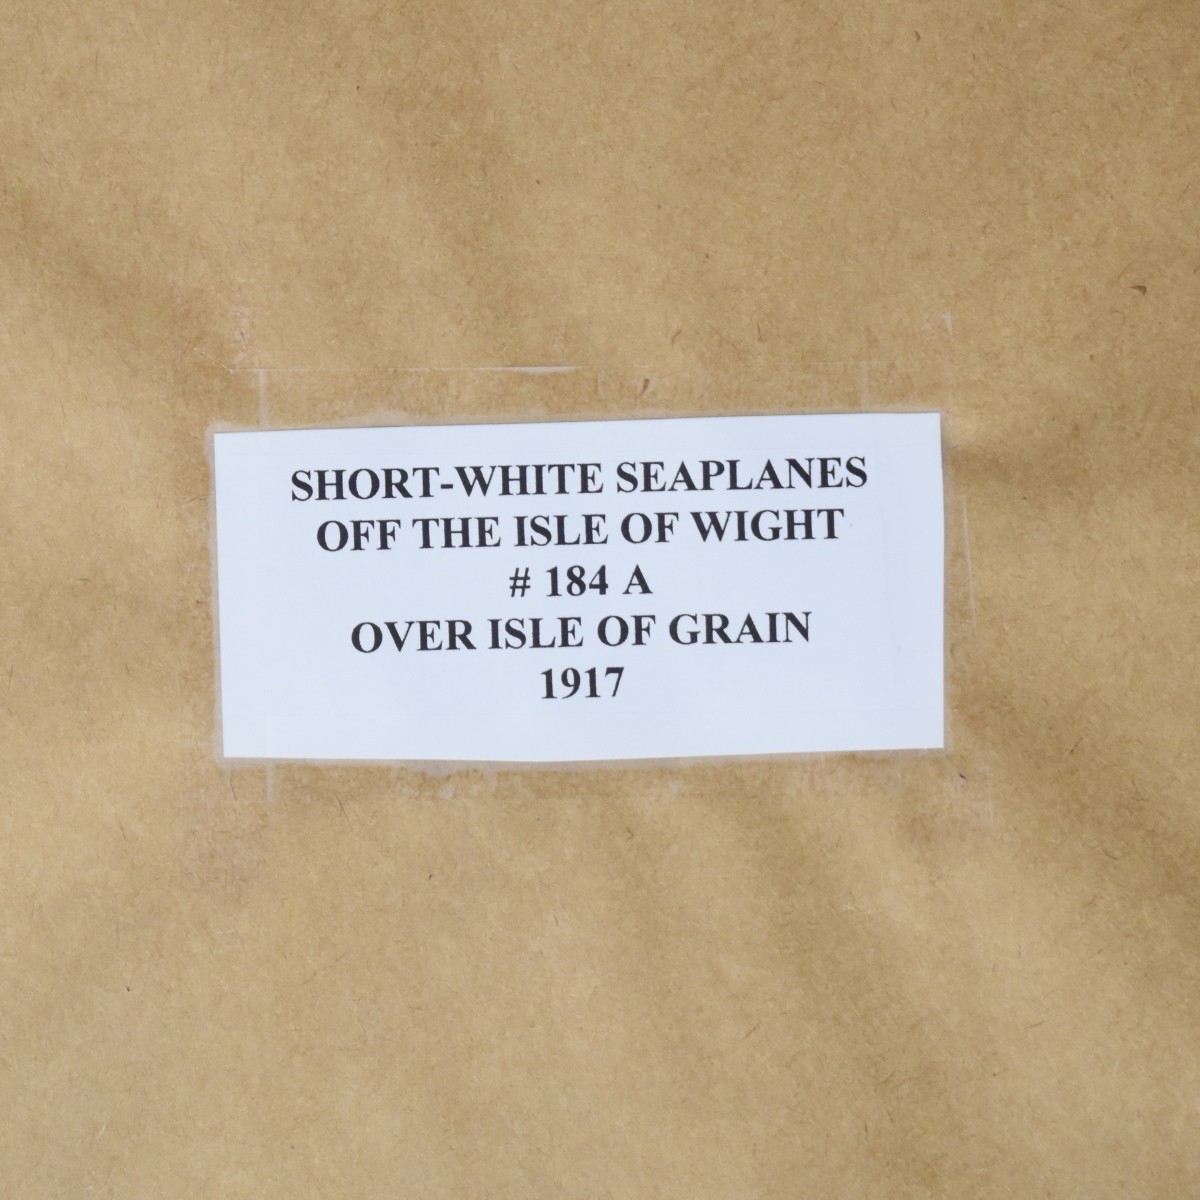 SHORT-WHITE SEAPLANES
OFF THE ISLE OF WIGHT
# 184 A
OVER ISLE OF GRAIN
1917